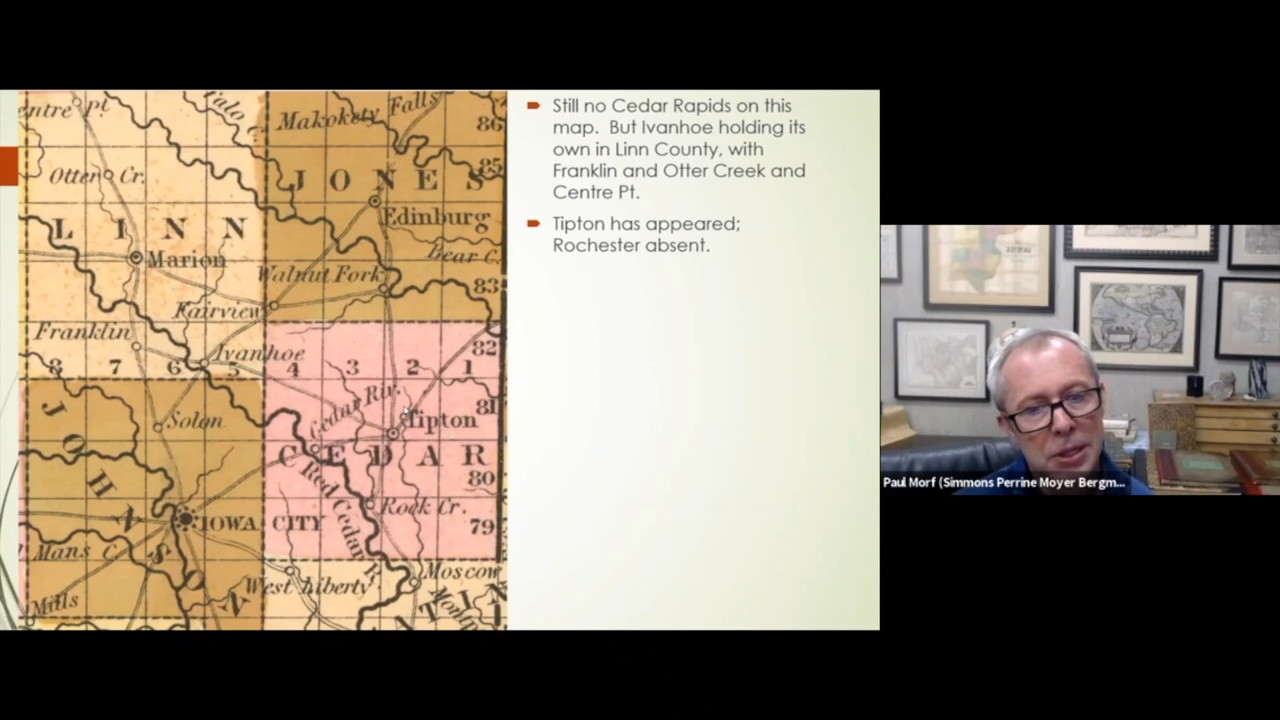 entre pt.
Makokety Falls
86
Otter Cr.
85
JONES
Edinburg
LINN
Bear C.
Marion
Walnut Fork
83
Fairview
Franklin
Ivanhoe
82
8 7 6 5 4 3 2 1
Cedar Riv.
81
Solon
Tipton
CEDAR
80
JOHNSON
Red Cedar R.
Rock Cr.
IOWA CITY
79
Mans C.
West Liberty
Moscow
Mills
Still no Cedar Rapids on this
map. But Ivanhoe holding its
own in Linn County, with
Franklin and Otter Creek and
Centre Pt.
Tipton has appeared;
Rochester absent.
Paul Morf (Simmons Perrine Moyer Bergm...